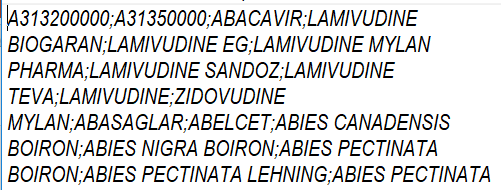 A313200000;A31350000;ABACAVIR;LAMIVUDINE
BIOGARAN;LAMIVUDINE EG;LAMIVUDINE MYLAN
PHARMA;LAMIVUDINE SANDOZ;LAMIVUDINE
TEVA;LAMIVUDINE;ZIDOVUDINE
MYLAN;ABASAGLAR;ABELCET;ABIES CANADENSIS
BOIRON;ABIES NIGRA BOIRON;ABIES PECTINATA
BOIRON;ABIES PECTINATA LEHNING;ABIES PECTINATA